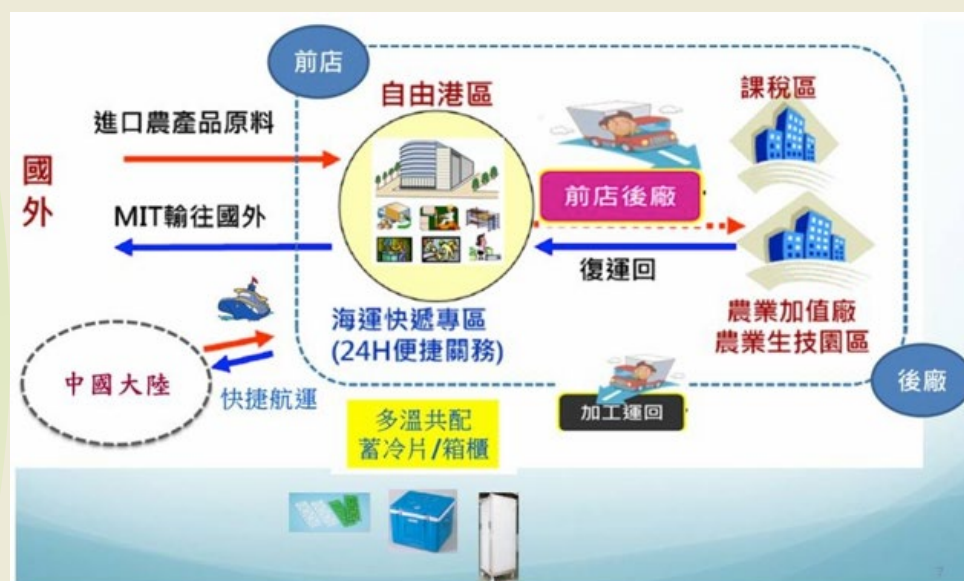 前店
自由港區
課稅區
進口農產品原料
國外
前店後廠
MIT輸往國外
復運回
海運快遞專區
(24H便捷關務)
農業加值廠
農業生技園區
後廠
中國大陸
快捷航運
加工運回
多溫共配
蓄冷片/箱櫃
7